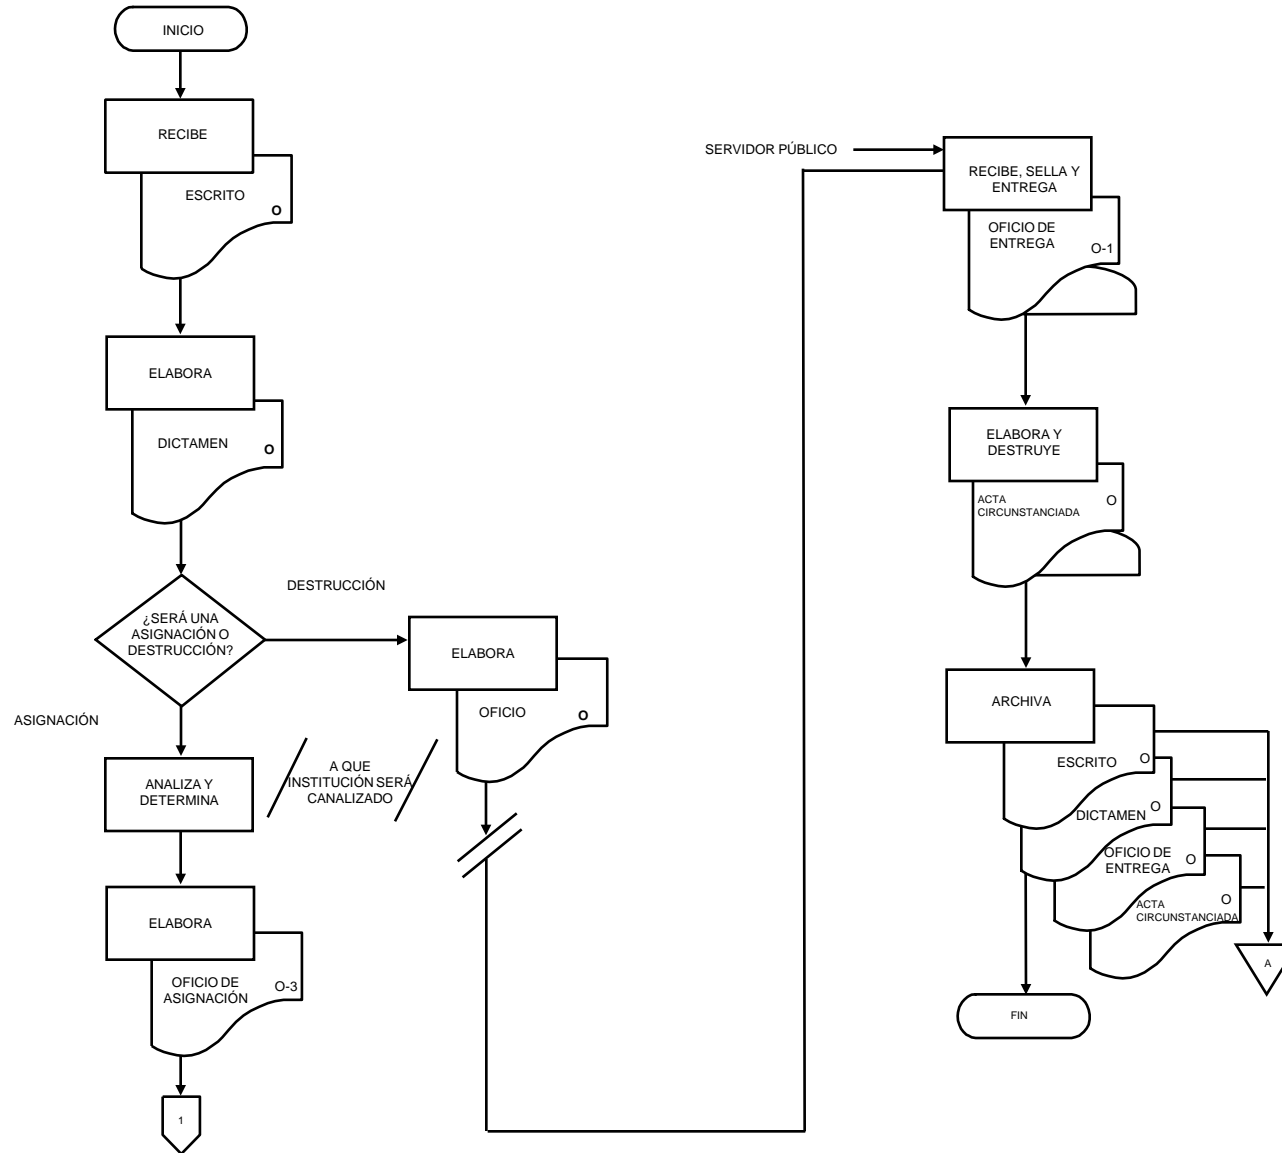 INICIO
RECIBE
ESCRITO
O
ELABORA
DICTAMEN
O
¿SERÁ UNA
ASIGNACIÓN O
DESTRUCCIÓN?
DESTRUCCIÓN
ELABORA
OFICIO
O
ASIGNACIÓN
ANALIZA Y
DETERMINA
A QUE
INSTITUCIÓN SERÁ
CANALIZADO
ELABORA
OFICIO DE
ASIGNACIÓN
O-3
1
SERVIDOR PÚBLICO
RECIBE, SELLA Y
ENTREGA
OFICIO DE
ENTREGA
O-1
ELABORA Y
DESTRUYE
ACTA
CIRCUNSTANCIADA
O
ARCHIVA
ESCRITO
O
DICTAMEN
O
OFICIO DE
ENTREGA
O
ACTA
CIRCUNSTANCIADA
O
A
FIN